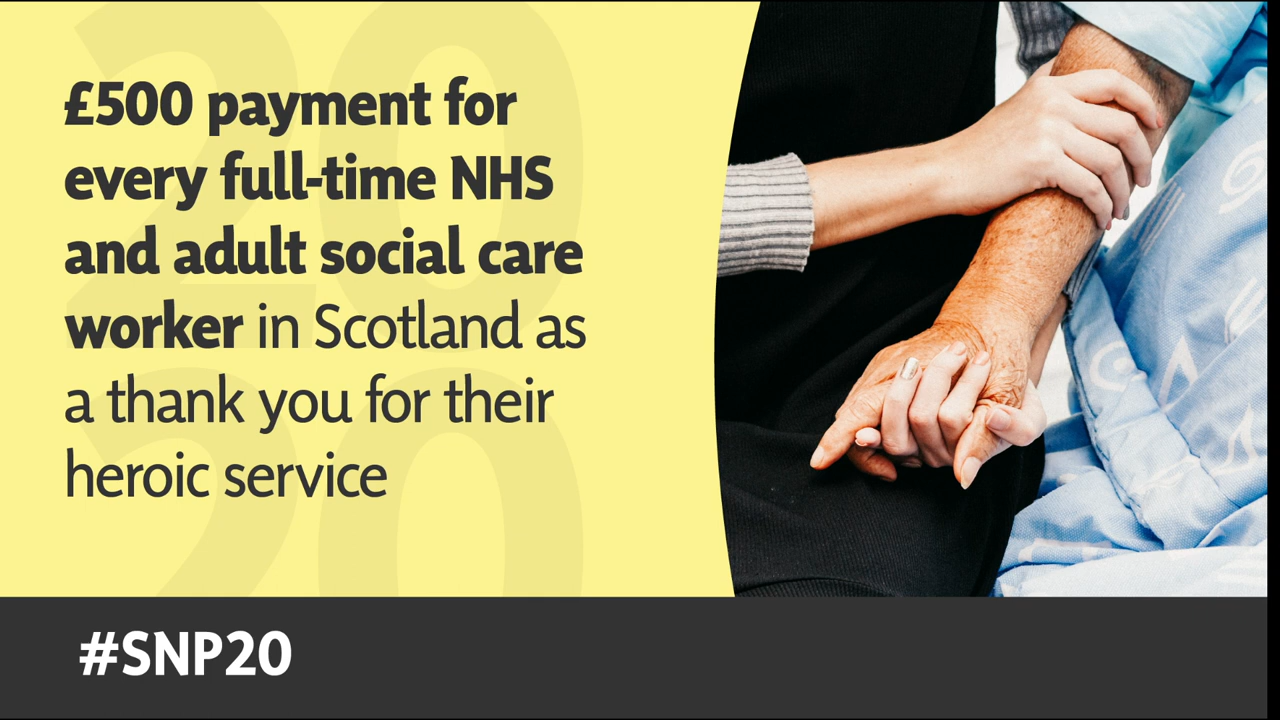 £500 payment for
every full-time NHS
and adult social care
worker in Scotland as
a thank you for their
heroic service
#SNP20